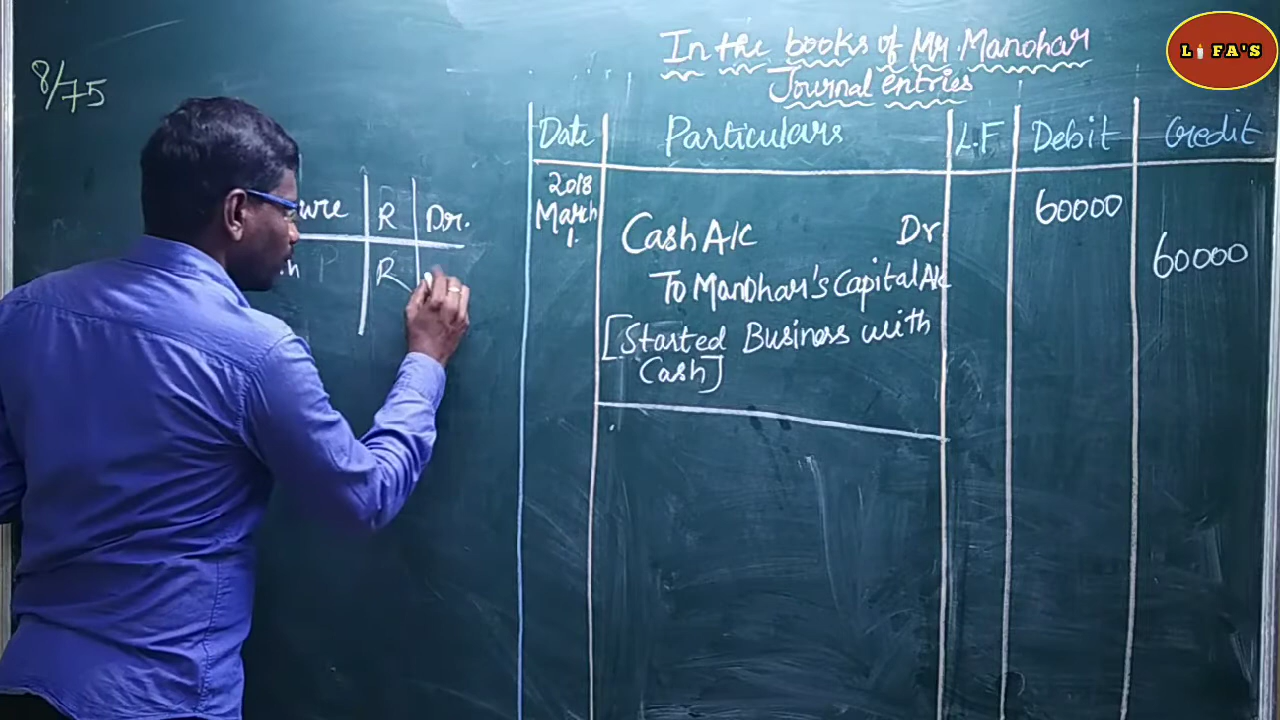 In the books of Mr. Manohar
Journal entries
LIFA'S
8/75
Date Particulars L.F Debit Credit
R Dr.
R
2018
March
1.
Cash A/c Dr
60000
To Manohar's Capital A/c
60000
[Started Business with
Cash]